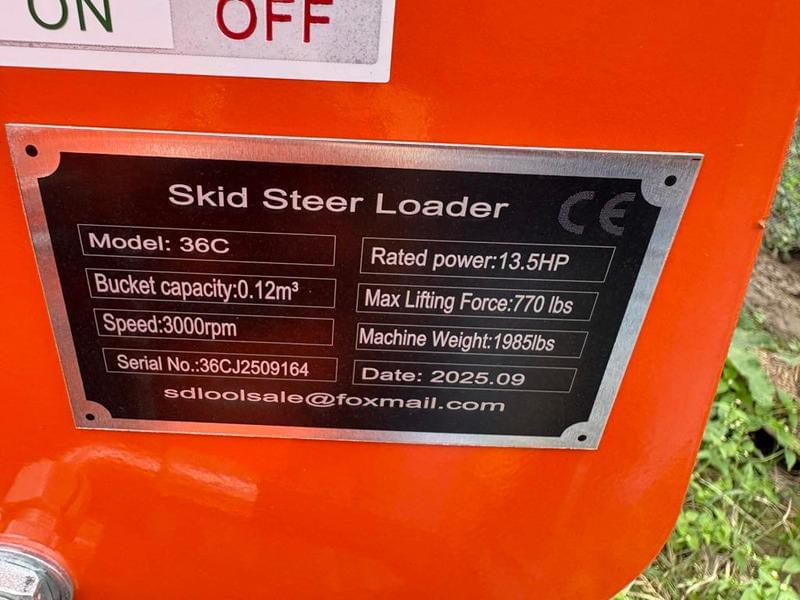 ON OFF
Skid Steer Loader CE
Model: 36C
Rated power:13.5HP
Bucket capacity:0.12m³
Max Lifting Force:770 lbs
Speed:3000rpm
Machine Weight:1985lbs
Serial No.:36CJ2509164
Date: 2025.09
sdloolsale@foxmail.com